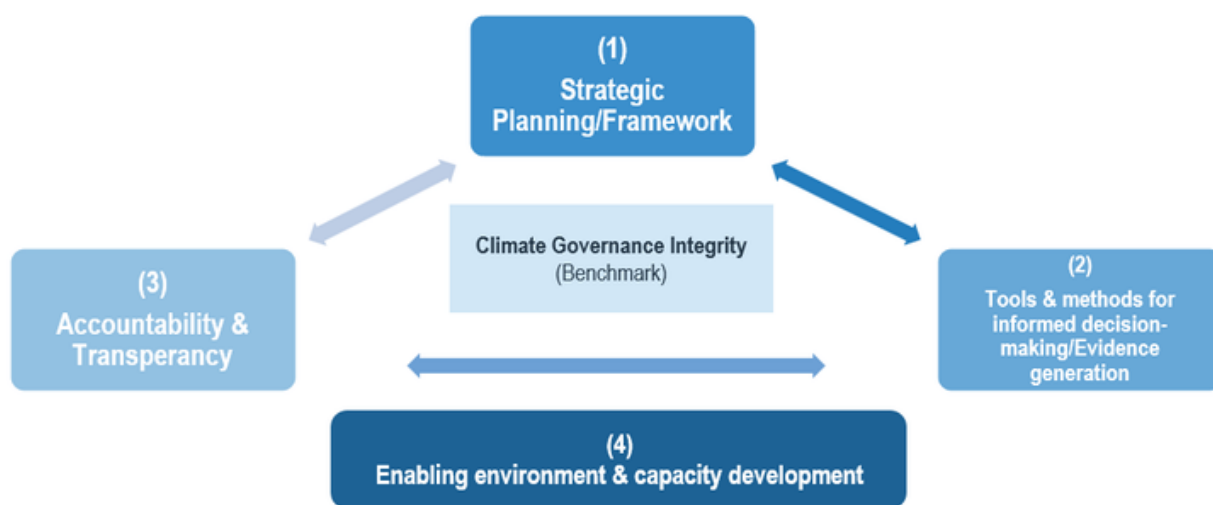 (1)
Strategic
Planning/Framework
Climate Governance Integrity
(Benchmark)
(3)
Accountability &
Transperancy
(2)
Tools & methods for
informed decision-
making/Evidence
generation
(4)
Enabling environment & capacity development